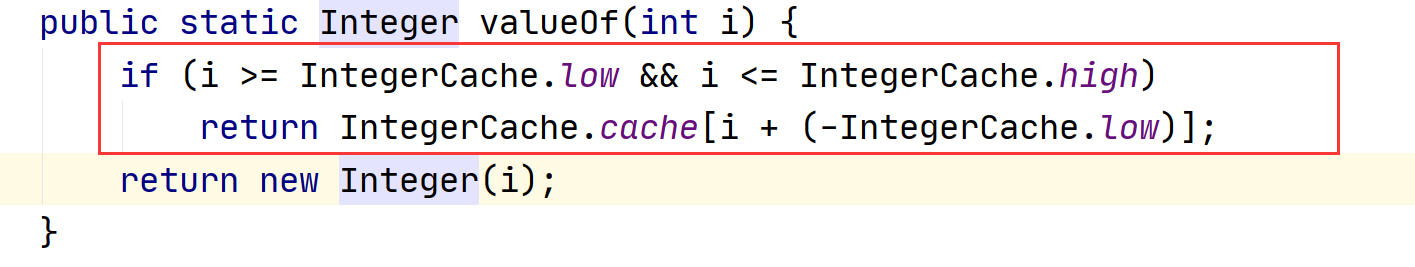 public static Integer valueOf(int i) {
if (i >= IntegerCache.low && i <= IntegerCache.high)
return IntegerCache.cache[i + (-IntegerCache.low)];
return new Integer(i);
}